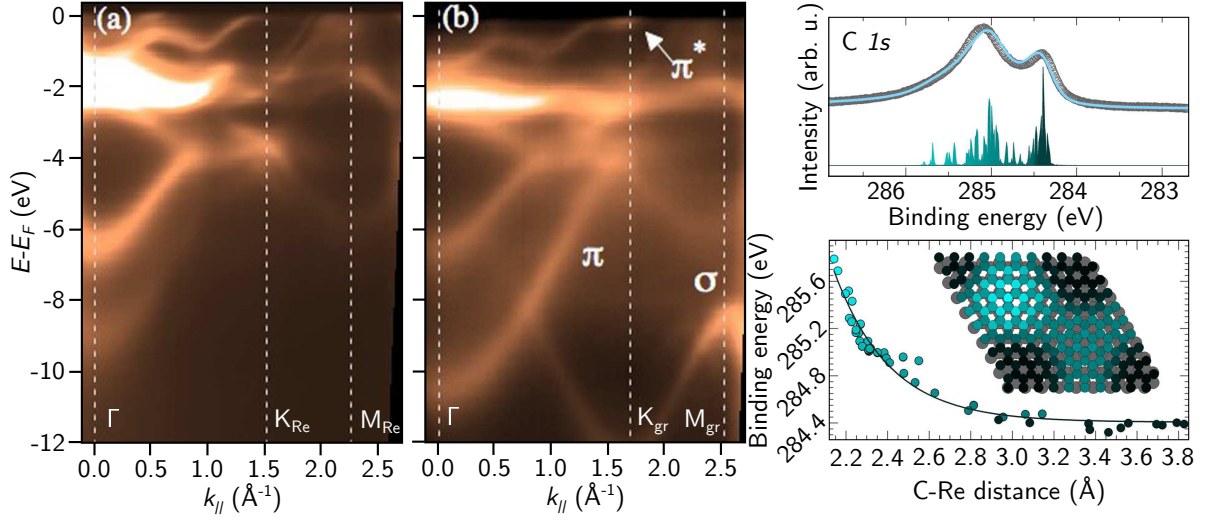 (a)
E-E_F (eV)
0
-2
-4
-6
-8
-10
-12
Γ
K_Re
M_Re
0.0 0.5 1.0 1.5 2.0 2.5
k_// (Å⁻¹)
(b)
π*
π
σ
Γ
K_gr
M_gr
0.0 0.5 1.0 1.5 2.0 2.5
k_// (Å⁻¹)
C 1s
Intensity (arb. u.)
286 285 284 283
Binding energy (eV)
Binding energy (eV)
285.6
285.2
284.8
284.4
2.2 2.4 2.6 2.8 3.0 3.2 3.4 3.6 3.8
C-Re distance (Å)